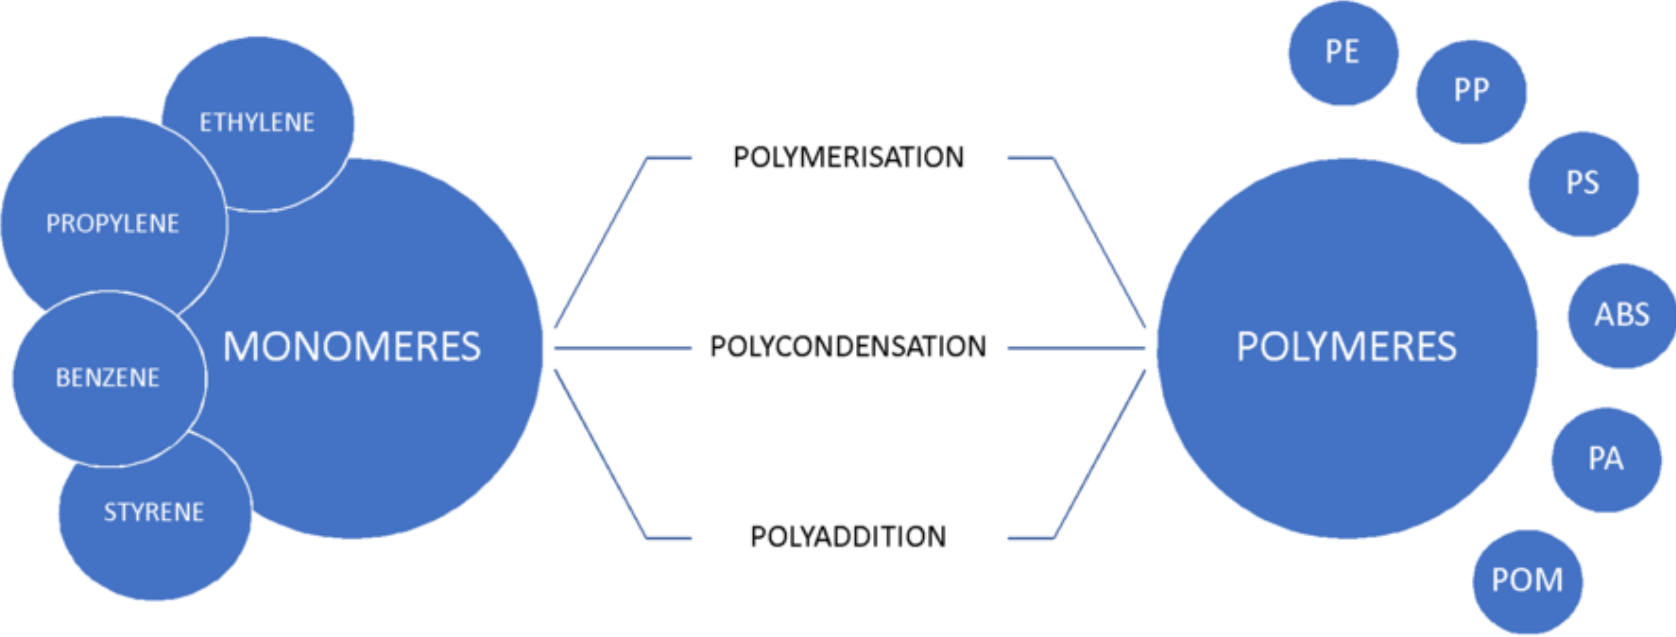 ETHYLENE
PROPYLENE
BENZENE
STYRENE
MONOMERES
POLYMERISATION
POLYCONDENSATION
POLYADDITION
POLYMERES
PE
PP
PS
ABS
PA
POM